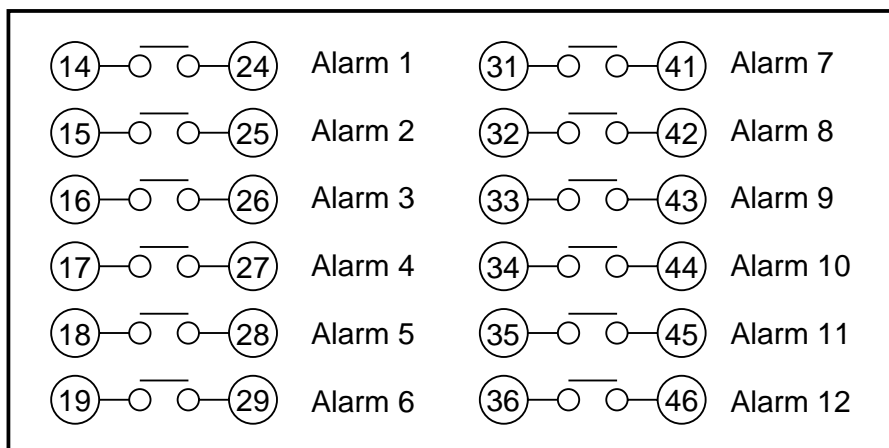 14 24 Alarm 1 31 41 Alarm 7
15 25 Alarm 2 32 42 Alarm 8
16 26 Alarm 3 33 43 Alarm 9
17 27 Alarm 4 34 44 Alarm 10
18 28 Alarm 5 35 45 Alarm 11
19 29 Alarm 6 36 46 Alarm 12